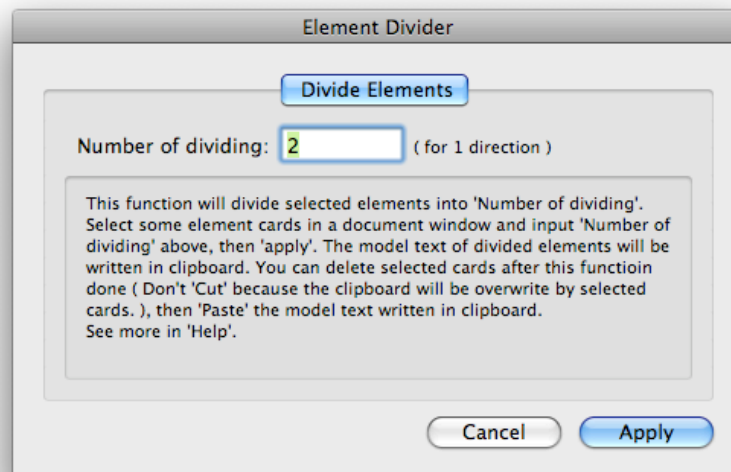 Element Divider
Divide Elements
Number of dividing: 2 ( for 1 direction )
This function will divide selected elements into 'Number of dividing'.
Select some element cards in a document window and input 'Number of
dividing' above, then 'apply'. The model text of divided elements will be
written in clipboard. You can delete selected cards after this functioin
done ( Don't 'Cut' because the clipboard will be overwrite by selected
cards. ), then 'Paste' the model text written in clipboard.
See more in 'Help'.
Cancel Apply